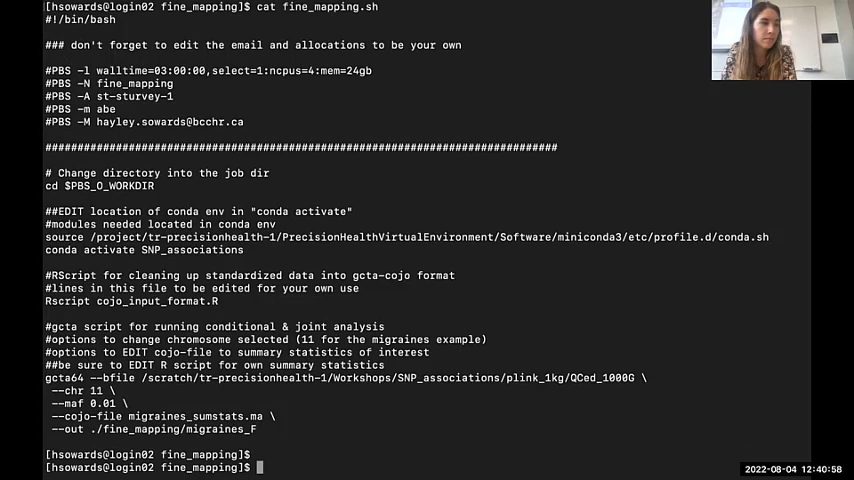 [hsowards@login02 fine_mapping]$ cat fine_mapping.sh
#!/bin/bash
### don't forget to edit the email and allocations to be your own
#PBS -l walltime=03:00:00,select=1:ncpus=4:mem=24gb
#PBS -N fine_mapping
#PBS -A st-sturvey-1
#PBS -m abe
#PBS -M hayley.sowards@bcchr.ca
################################################################################
# Change directory into the job dir
cd $PBS_O_WORKDIR
##EDIT location of conda env in "conda activate"
#modules needed located in conda env
source /project/tr-precisionhealth-1/PrecisionHealthVirtualEnvironment/Software/miniconda3/etc/profile.d/conda.sh
conda activate SNP_associations
#RScript for cleaning up standardized data into gcta-cojo format
#lines in this file to be edited for your own use
Rscript cojo_input_format.R
#gcta script for running conditional & joint analysis
#options to change chromosome selected (11 for the migraines example)
#options to EDIT cojo-file to summary statistics of interest
##be sure to EDIT R script for own summary statistics
gcta64 --bfile /scratch/tr-precisionhealth-1/Workshops/SNP_associations/plink_1kg/QCed_1000G \
--chr 11 \
--maf 0.01 \
--cojo-file migraines_sumstats.ma \
--out ./fine_mapping/migraines_F
[hsowards@login02 fine_mapping]$
[hsowards@login02 fine_mapping]$
2022-08-04 12:40:58